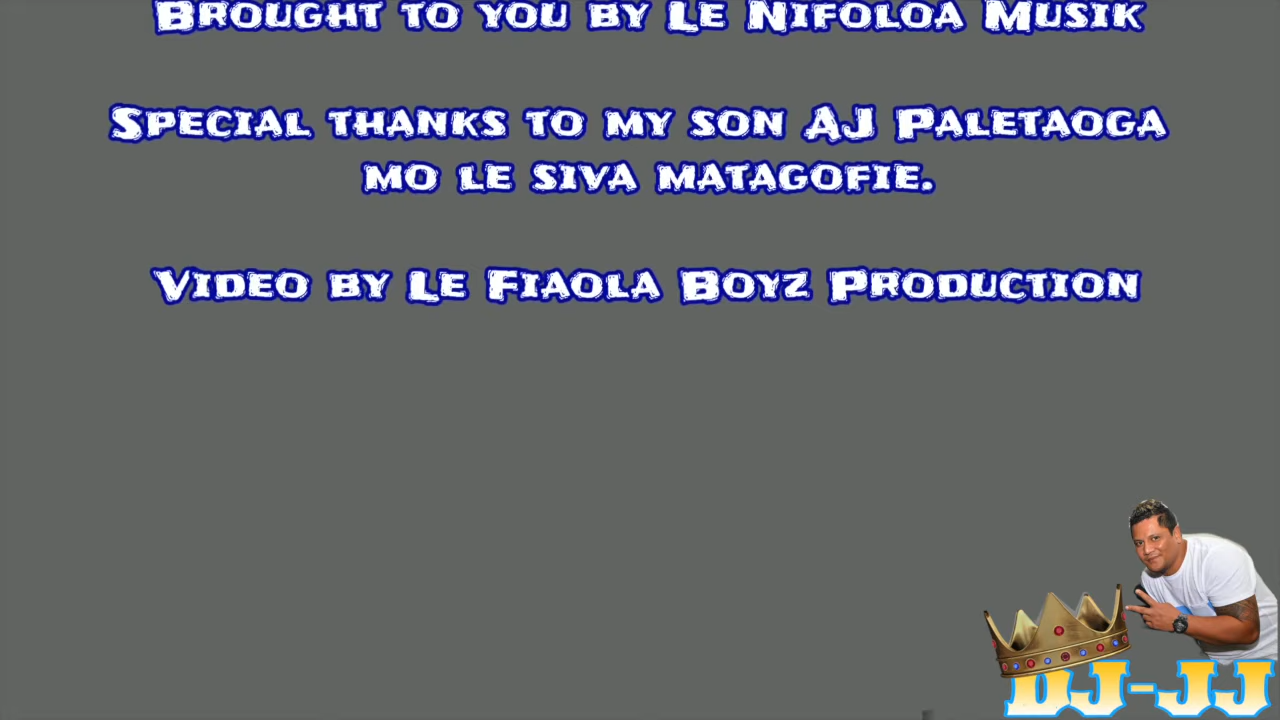 Brought to you by Le Nifoloa Musik
Special thanks to my son AJ Paletaoga
mo le siva matagofie.
Video by Le Fiaola Boyz Production
DJ-JJ